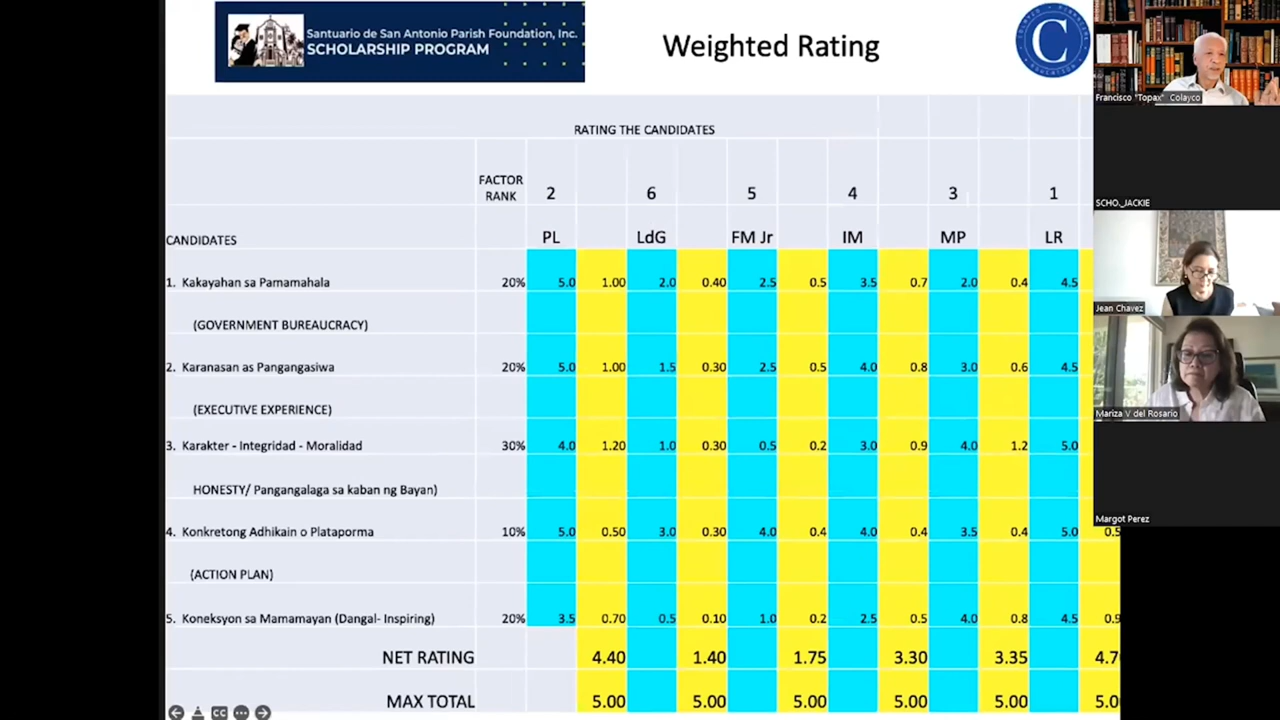 Santuario de San Antonio Parish Foundation, Inc.
SCHOLARSHIP PROGRAM
Weighted Rating
C
RATING THE CANDIDATES
FACTOR RANK 2 6 5 4 3 1
CANDIDATES PL LdG FM Jr IM MP LR
1. Kakayahan sa Pamamahala 20% 5.0 1.00 2.0 0.40 2.5 0.5 3.5 0.7 2.0 0.4 4.5
(GOVERNMENT BUREAUCRACY)
2. Karanasan as Pangangasiwa 20% 5.0 1.00 1.5 0.30 2.5 0.5 4.0 0.8 3.0 0.6 4.5
(EXECUTIVE EXPERIENCE)
3. Karakter - Integridad - Moralidad 30% 4.0 1.20 1.0 0.30 0.5 0.2 3.0 0.9 4.0 1.2 5.0
HONESTY/ Pangangalaga sa kaban ng Bayan)
4. Konkretong Adhikain o Plataporma 10% 5.0 0.50 3.0 0.30 4.0 0.4 4.0 0.4 3.5 0.4 5.0 0.5
(ACTION PLAN)
5. Koneksyon sa Mamamayan (Dangal- Inspiring) 20% 3.5 0.70 0.5 0.10 1.0 0.2 2.5 0.5 4.0 0.8 4.5 0.9
NET RATING 4.40 1.40 1.75 3.30 3.35 4.7
MAX TOTAL 5.00 5.00 5.00 5.00 5.00 5.0
CC
Francisco "Topax" Colayco
SCHO._JACKIE
Jean Chavez
Mariza V del Rosario
Margot Perez